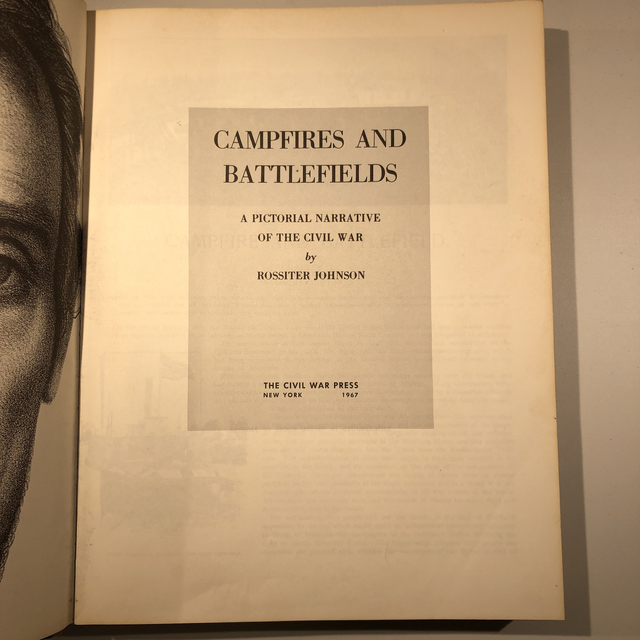 CAMPFIRES AND
BATTLEFIELDS
A PICTORIAL NARRATIVE
OF THE CIVIL WAR
by
ROSSITER JOHNSON
THE CIVIL WAR PRESS
NEW YORK 1967